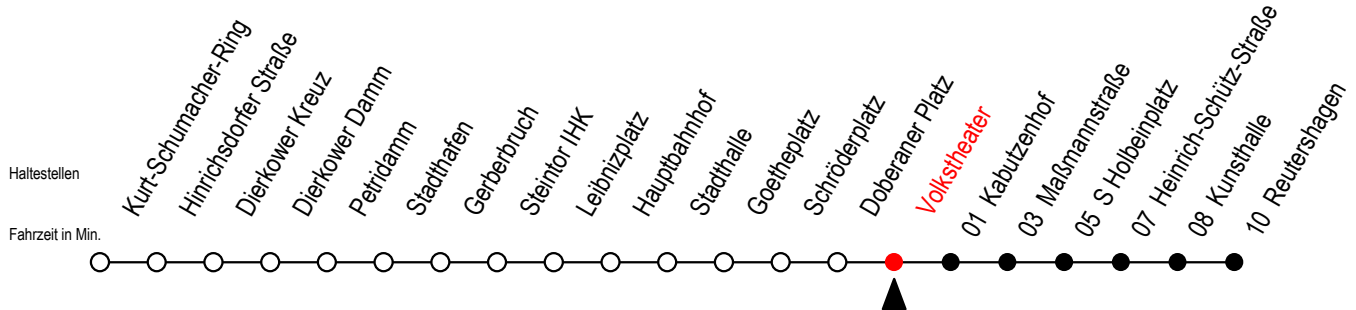 Haltestellen
Fahrzeit in Min.
Kurt-Schumacher-Ring
Hinrichsdorfer Straße
Dierkower Kreuz
Dierkower Damm
Petridamm
Stadthafen
Gerberbruch
Steintor IHK
Leibnizplatz
Hauptbahnhof
Stadthalle
Goetheplatz
Schröderplatz
Doberaner Platz
Volkstheater
01 Kabutzenhof
03 Maßmannstraße
05 S Holbeinplatz
07 Heinrich-Schütz-Straße
08 Kunsthalle
10 Reutershagen